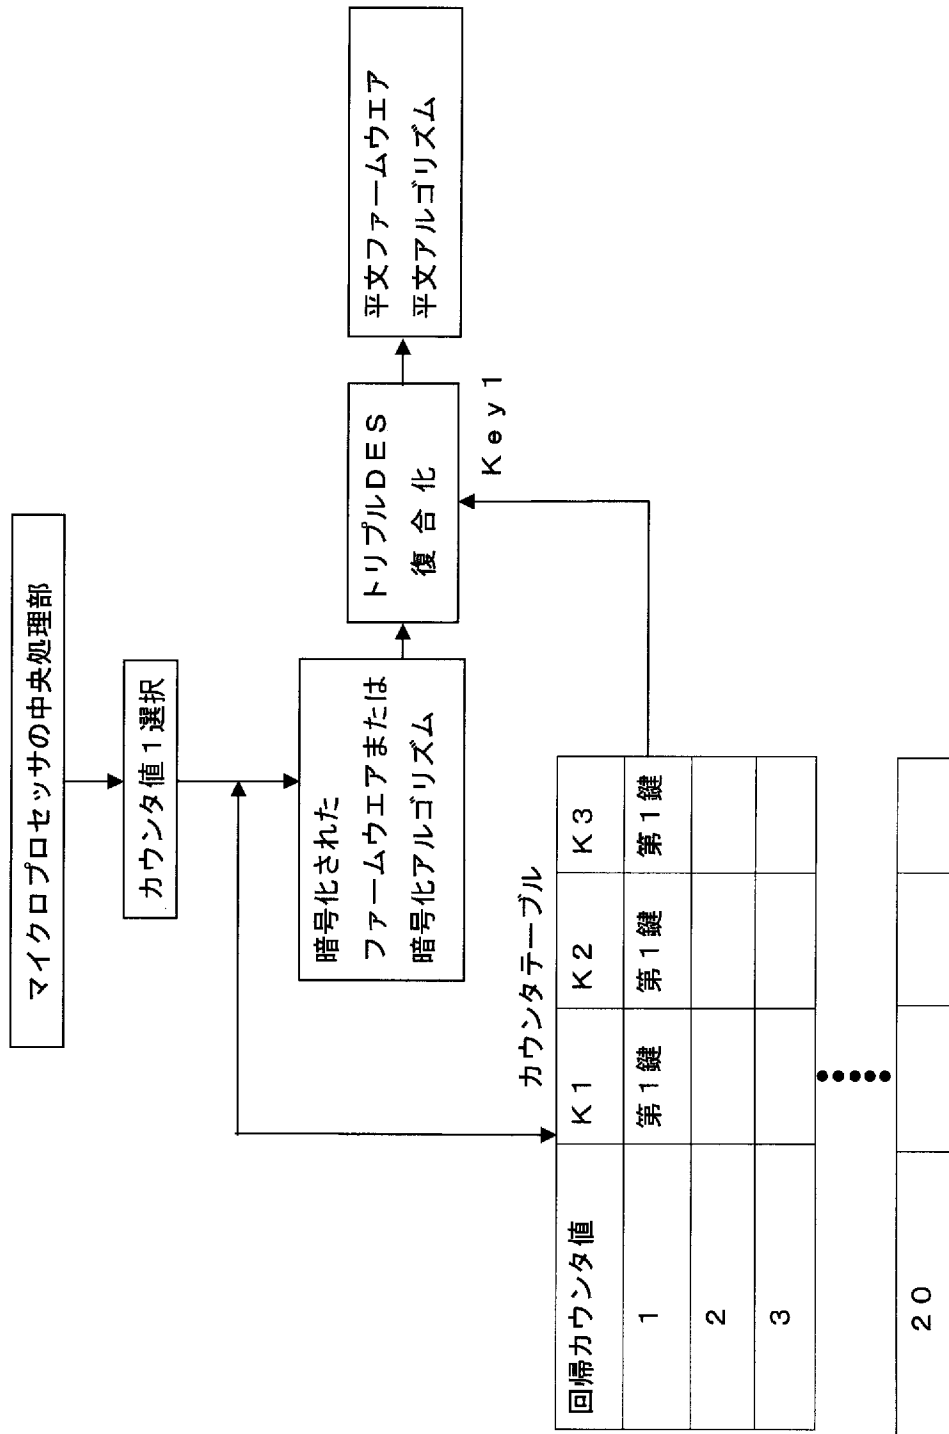 マイクロプロセッサの中央処理部
カウンタ値1選択
暗号化された
ファームウエアまたは
暗号化アルゴリズム
トリプルDES
復合化
Key1
平文ファームウエア
平文アルゴリズム
カウンタテーブル
回帰カウンタ値 K1 K2 K3
1 第1鍵 第1鍵 第1鍵
2
3
20